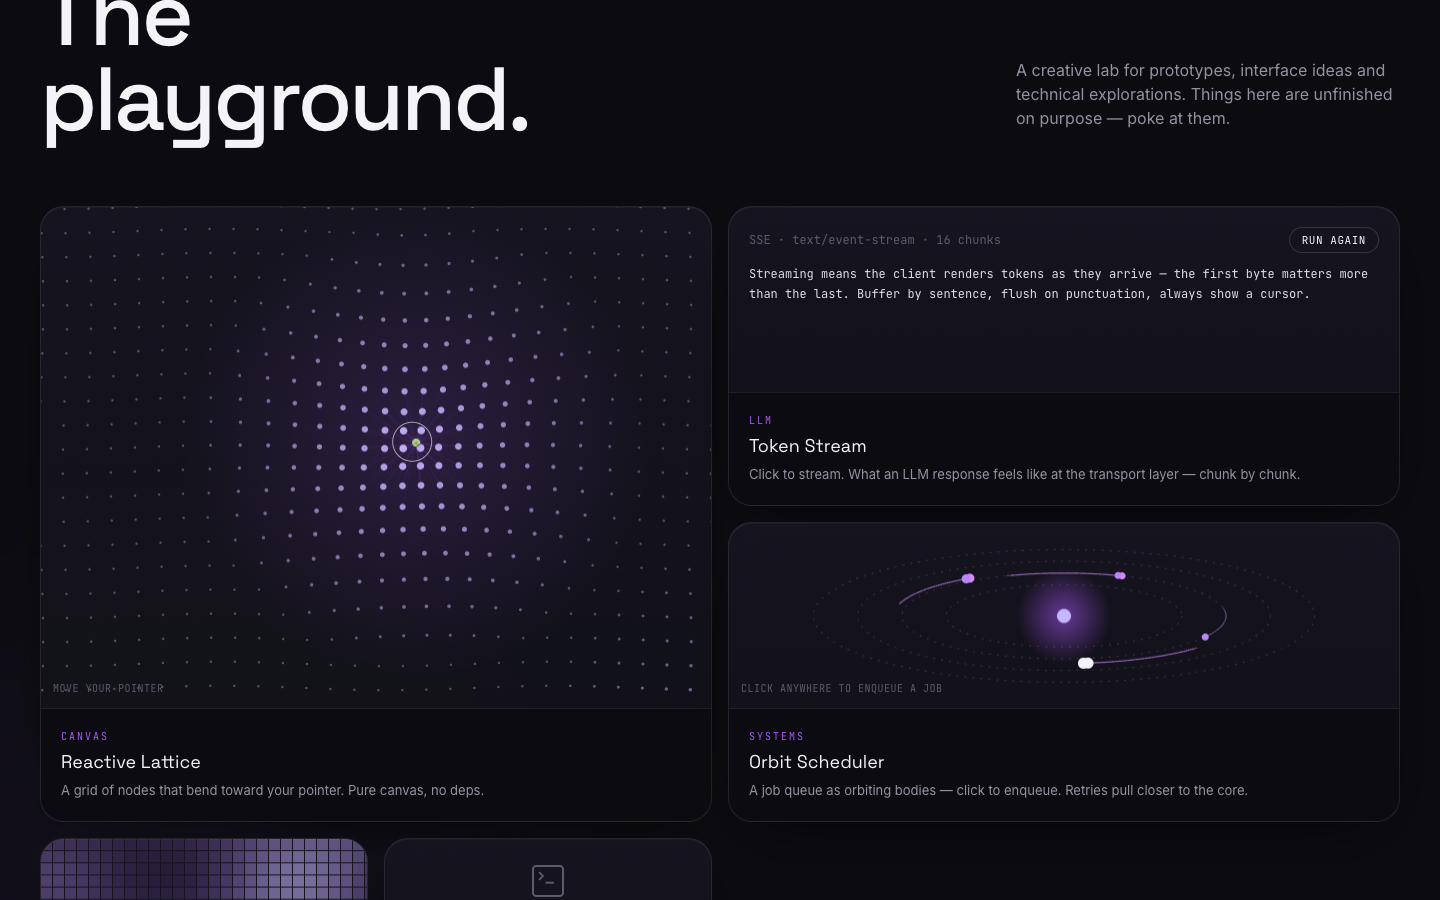 The
playground.
A creative lab for prototypes, interface ideas and
technical explorations. Things here are unfinished
on purpose — poke at them.
MOVE YOUR POINTER
CANVAS
Reactive Lattice
A grid of nodes that bend toward your pointer. Pure canvas, no deps.
SSE · text/event-stream · 16 chunks
RUN AGAIN
Streaming means the client renders tokens as they arrive — the first byte matters more
than the last. Buffer by sentence, flush on punctuation, always show a cursor.
LLM
Token Stream
Click to stream. What an LLM response feels like at the transport layer — chunk by chunk.
CLICK ANYWHERE TO ENQUEUE A JOB
SYSTEMS
Orbit Scheduler
A job queue as orbiting bodies — click to enqueue. Retries pull closer to the core.